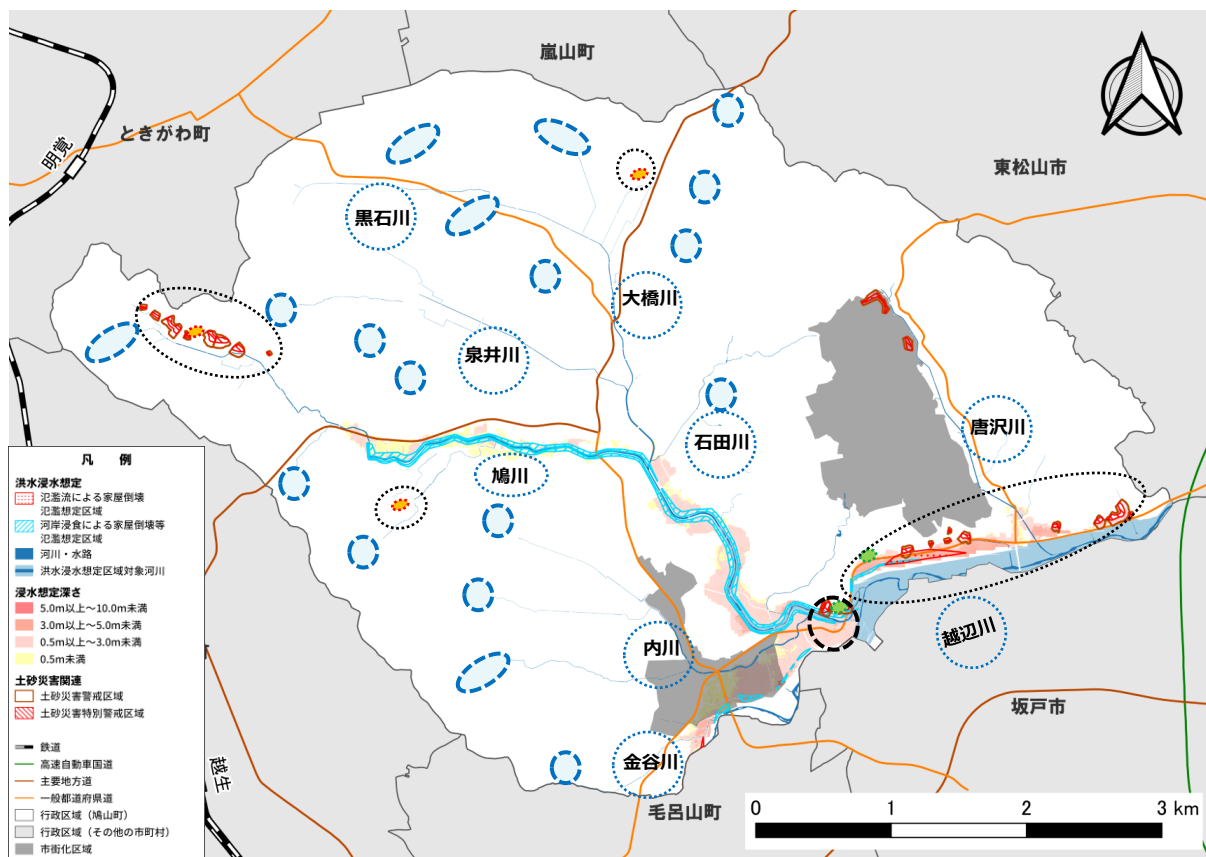 嵐山町
ときがわ町
明覚
東松山市
黒石川
大橋川
泉井川
石田川
唐沢川
鳩川
内川
越辺川
金谷川
坂戸市
毛呂山町
越生
凡　例
洪水浸水想定
氾濫流による家屋倒壊
氾濫想定区域
河岸浸食による家屋倒壊等
氾濫想定区域
河川・水路
洪水浸水想定区域対象河川
浸水想定深さ
5.0m以上～10.0m未満
3.0m以上～5.0m未満
0.5m以上～3.0m未満
0.5m未満
土砂災害関連
土砂災害警戒区域
土砂災害特別警戒区域
鉄道
高速自動車国道
主要地方道
一般都道府県道
行政区域（鳩山町）
行政区域（その他の市町村）
市街化区域
0 1 2 3 km